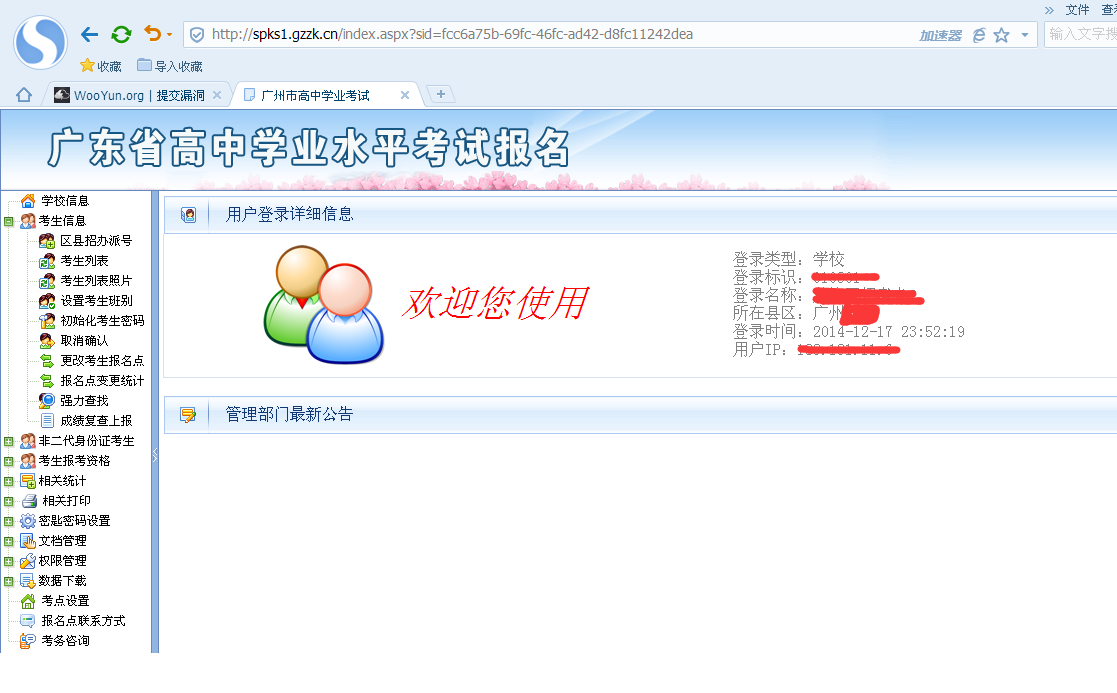 » 文件
http://spks1.gzzk.cn/index.aspx?sid=fcc6a75b-69fc-46fc-ad42-d8fc11242dea 加速器 输入文字搜
收藏 导入收藏
WooYun.org | 提交漏洞 × 广州市高中学业考试 × +
广东省高中学业水平考试报名
学校信息
考生信息
区县招办派号
考生列表
考生列表照片
设置考生班别
初始化考生密码
取消确认
更改考生报名点
报名点变更统计
强力查找
成绩复查上报
非二代身份证考生
考生报考资格
相关统计
相关打印
密匙密码设置
文档管理
权限管理
数据下载
考点设置
报名点联系方式
考务咨询
用户登录详细信息
欢迎您使用
登录类型：学校
登录标识：
登录名称：
所在县区：广州
登录时间：2014-12-17 23:52:19
用户IP：
管理部门最新公告